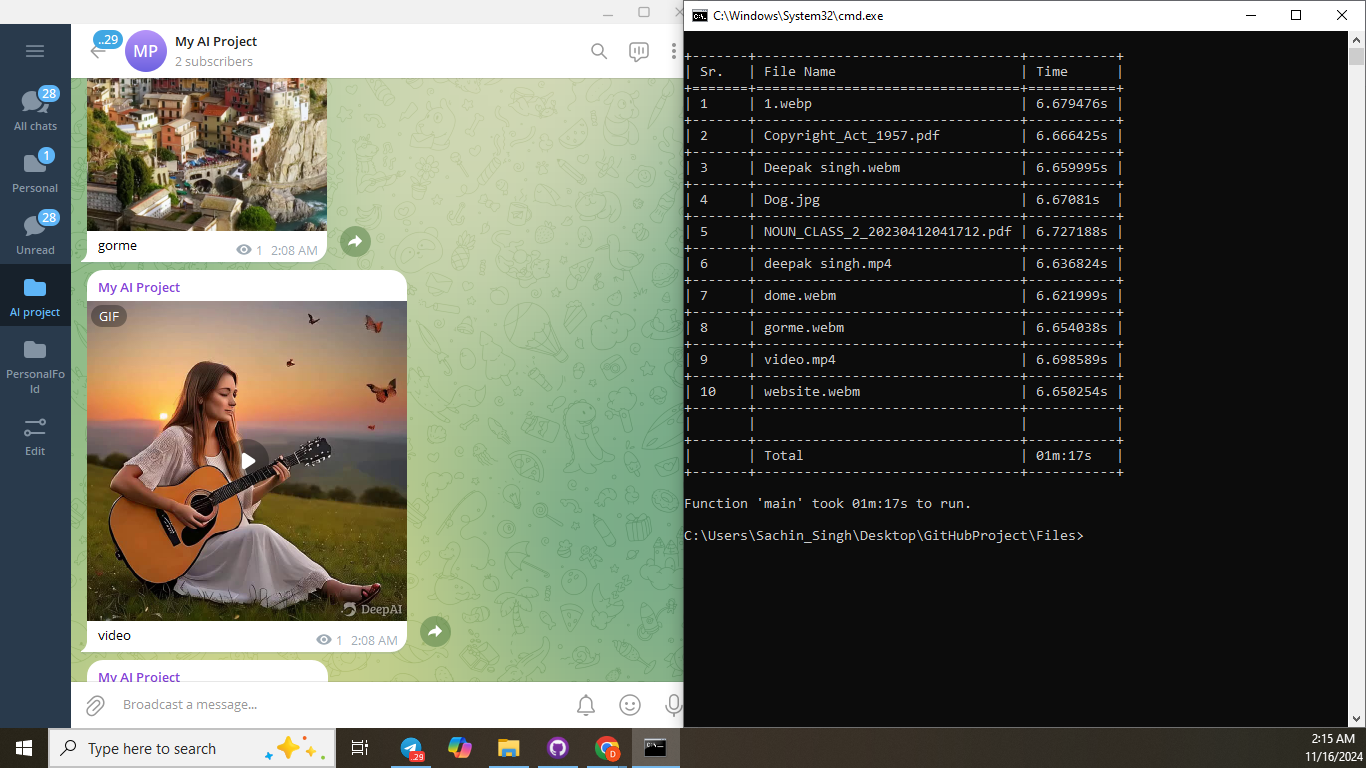 ..29
MP
My AI Project
2 subscribers
28
All chats
1
Personal
28
Unread
AI project
PersonalFo
ld
Edit
gorme
1 2:08 AM
My AI Project
GIF
DeepAI
video
1 2:08 AM
My AI Project
Broadcast a message...
C:\Windows\System32\cmd.exe
Sr. File Name Time
1 1.webp 6.679476s
2 Copyright_Act_1957.pdf 6.666425s
3 Deepak singh.webm 6.659995s
4 Dog.jpg 6.67081s
5 NOUN_CLASS_2_20230412041712.pdf 6.727188s
6 deepak singh.mp4 6.636824s
7 dome.webm 6.621999s
8 gorme.webm 6.654038s
9 video.mp4 6.698589s
10 website.webm 6.650254s
Total 01m:17s
Function 'main' took 01m:17s to run.
C:\Users\Sachin_Singh\Desktop\GitHubProject\Files>
Type here to search
.29
D
2:15 AM
11/16/2024